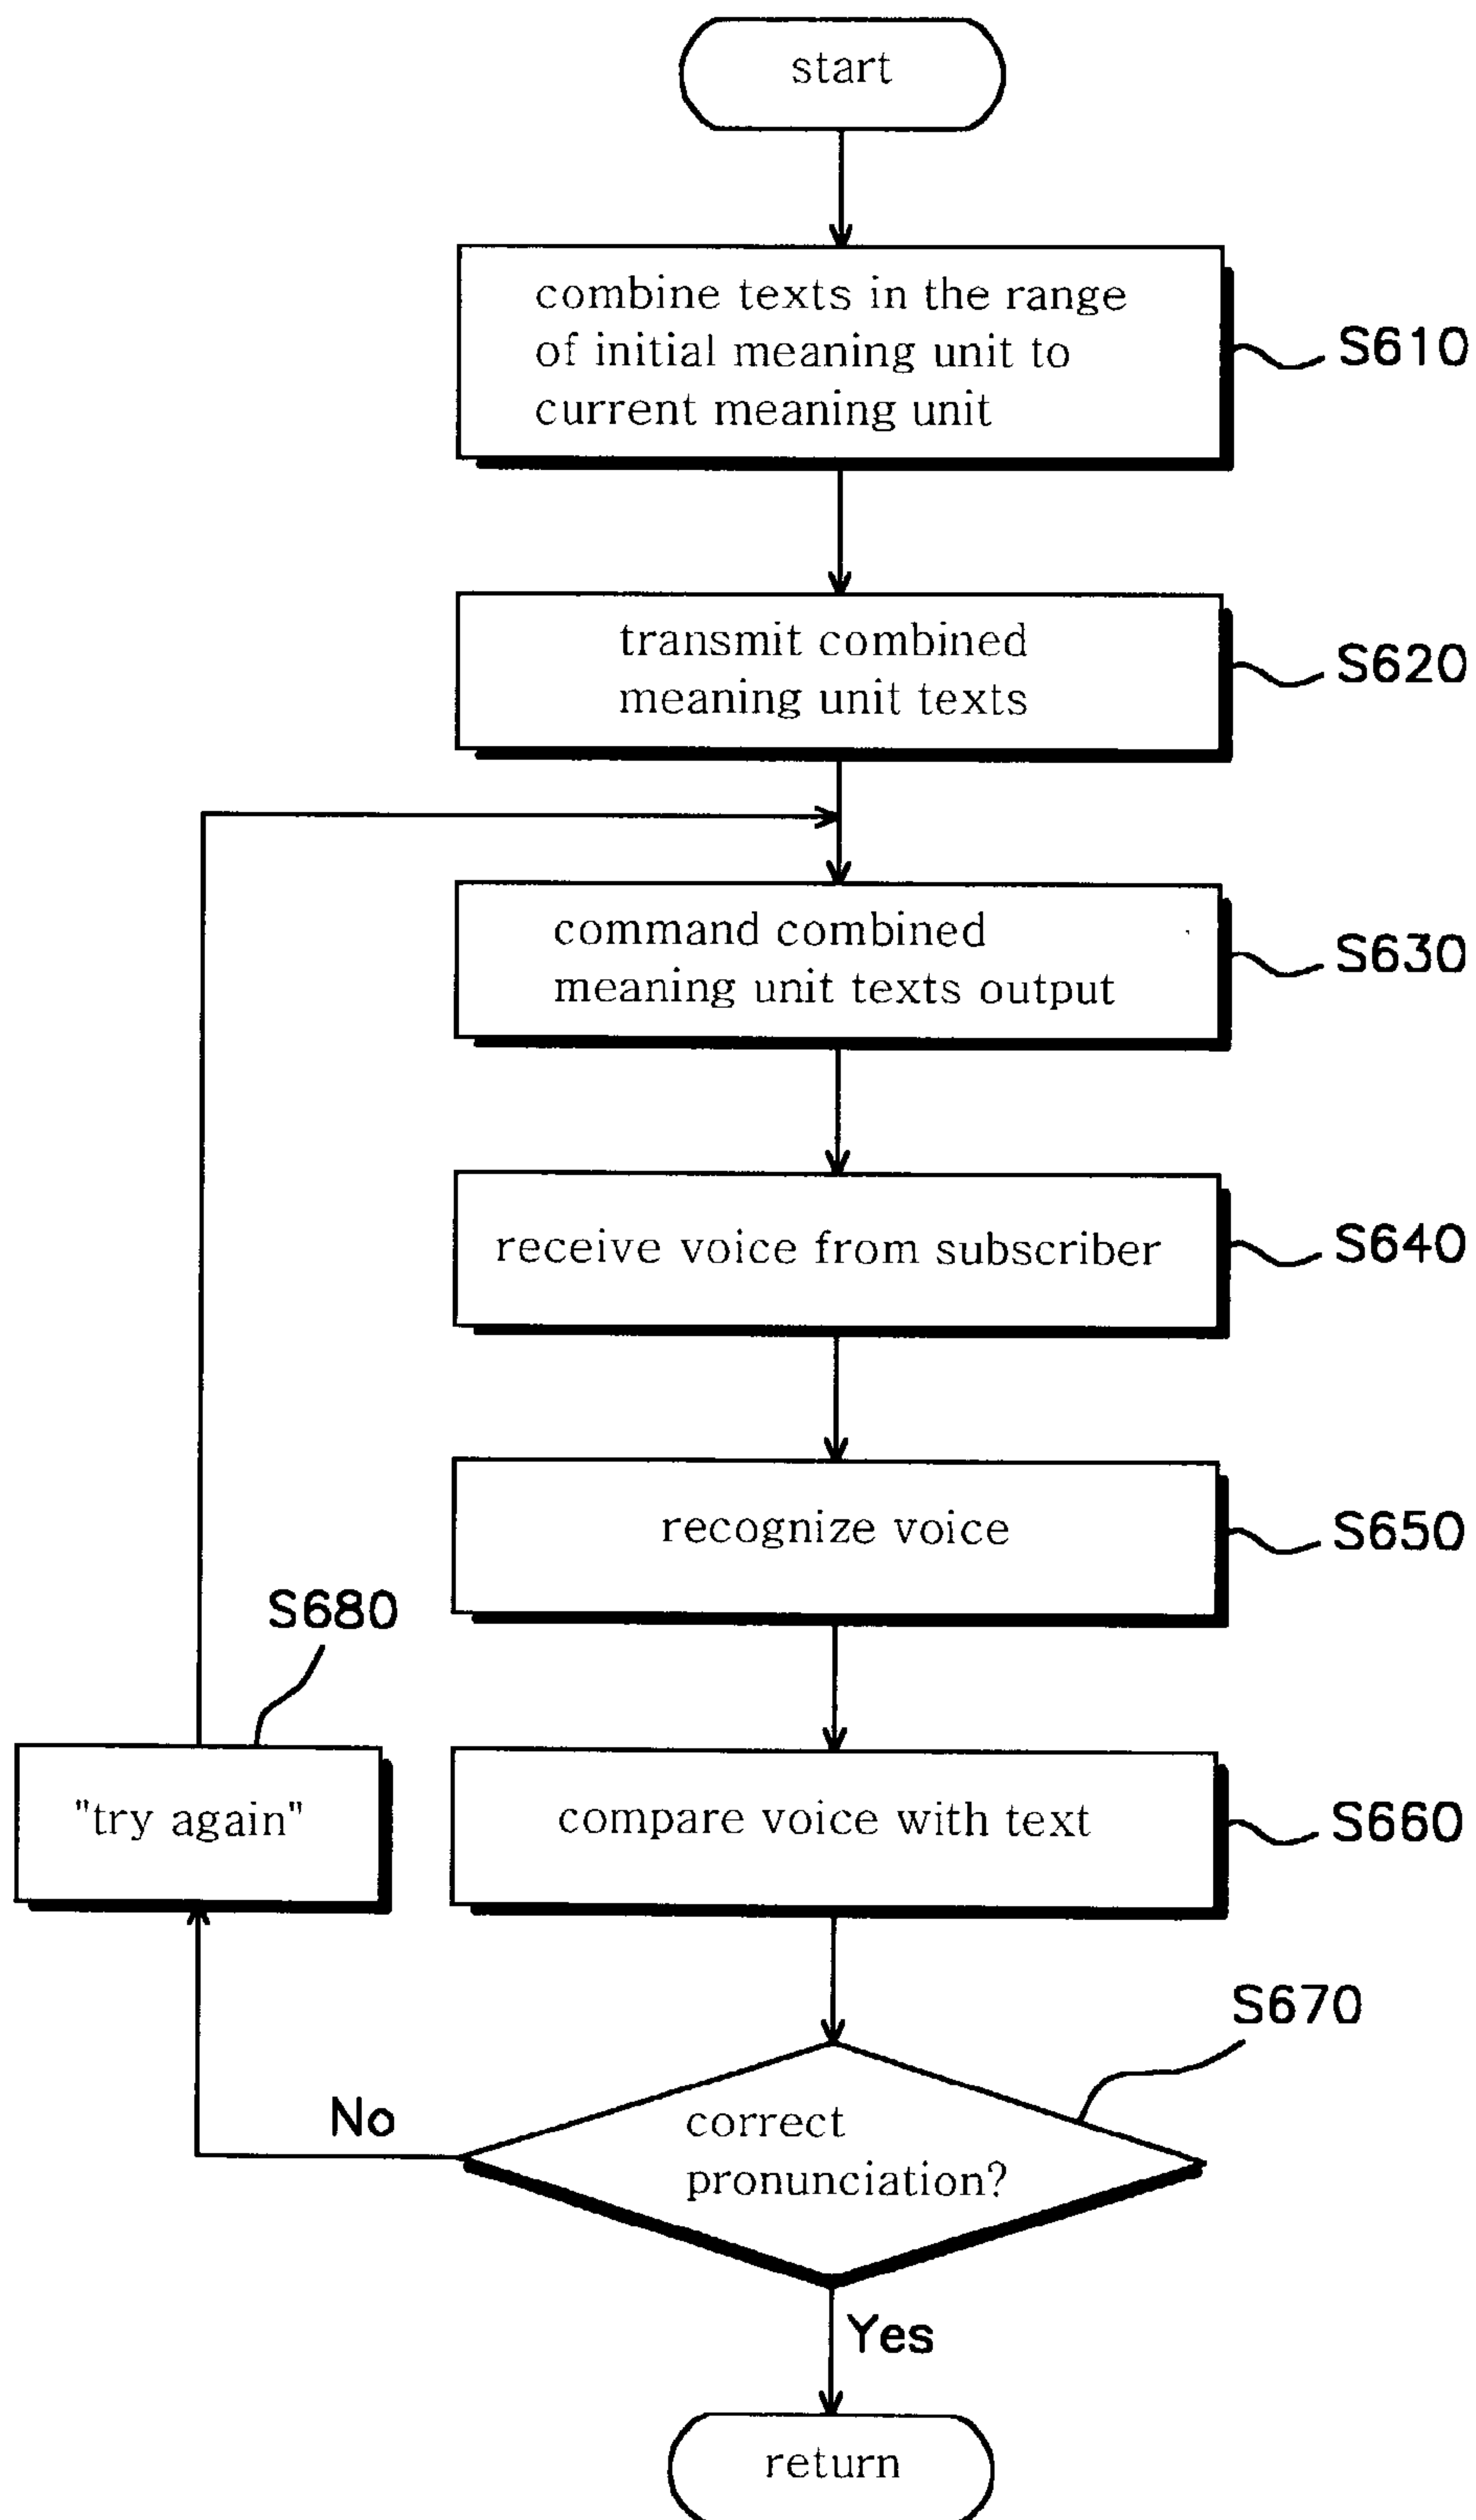 start
combine texts in the range
of initial meaning unit to
current meaning unit
S610
transmit combined
meaning unit texts
S620
command combined
meaning unit texts output
S630
receive voice from subscriber
S640
recognize voice
S650
S680
"try again"
compare voice with text
S660
S670
No
correct
pronunciation?
Yes
return